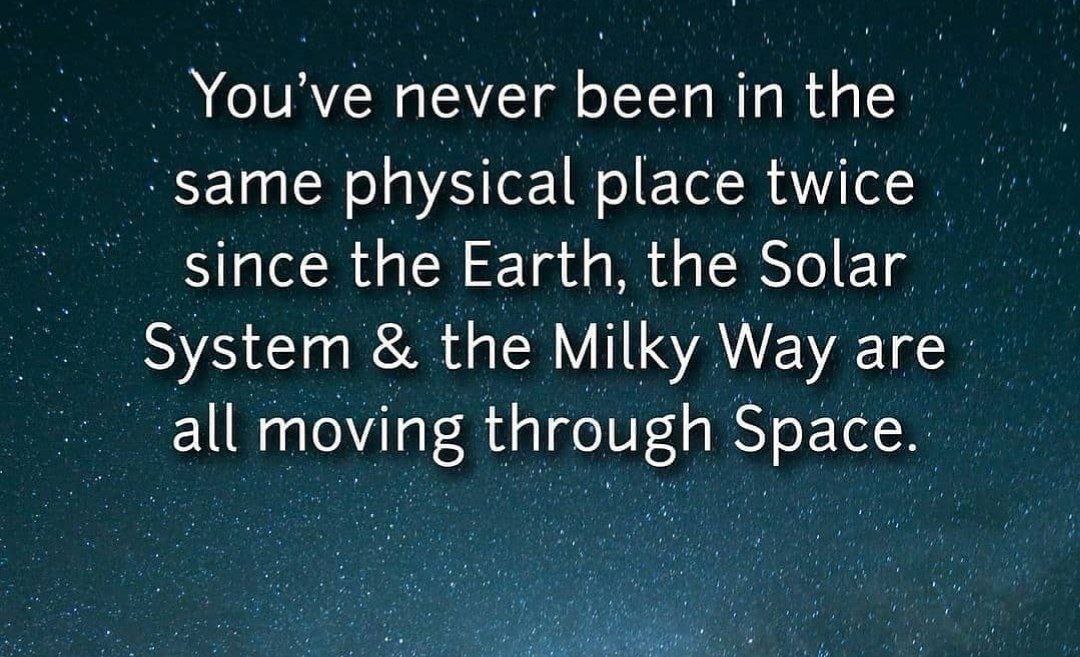 You’ve never been in the
same physical place twice
since the Earth, the Solar
System & the Milky Way are
all moving through Space.